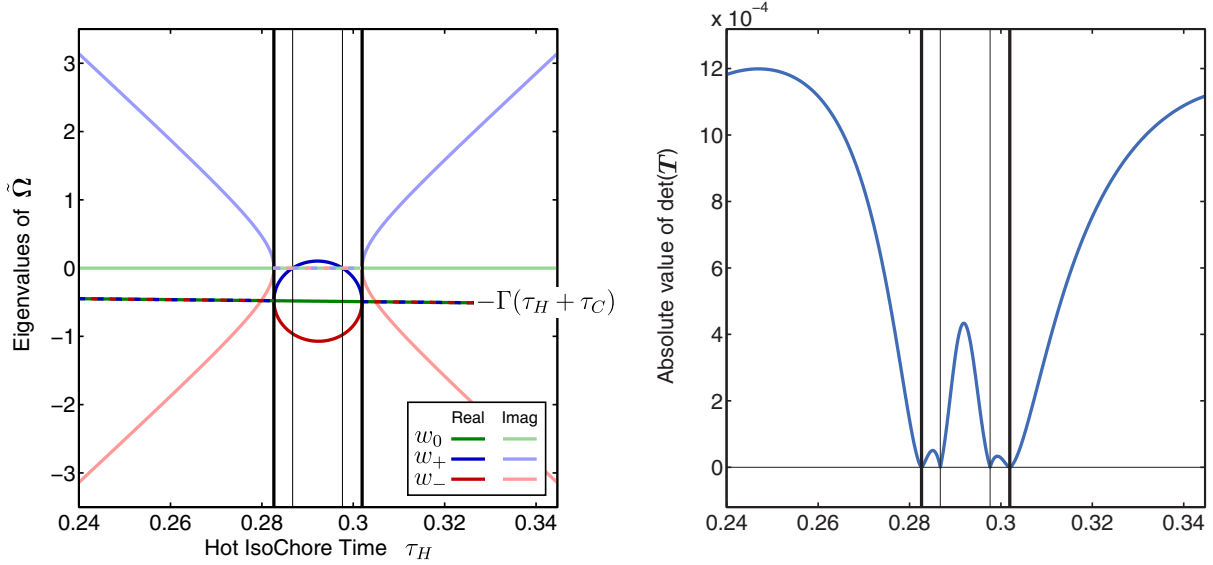 3
2
1
0
−1
−2
−3
Eigenvalues of Ω̃
0.24
0.26
0.28
0.3
0.32
0.34
Hot IsoChore Time τ_H
−Γ(τ_H + τ_C)
Real Imag
w_0
w_+
w_−
x 10⁻⁴
12
10
8
6
4
2
0
Absolute value of det(T)
0.24
0.26
0.28
0.3
0.32
0.34